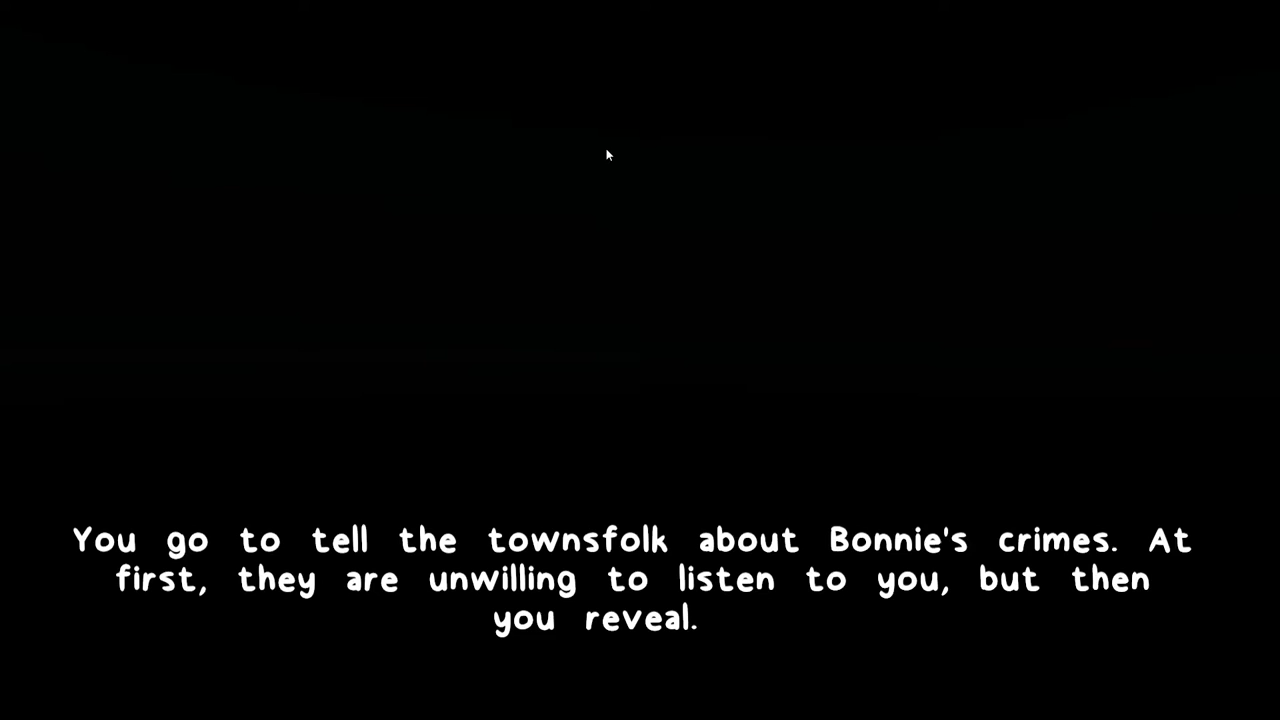 You go to tell the townsfolk about Bonnie's crimes. At
first, they are unwilling to listen to you, but then
you reveal.